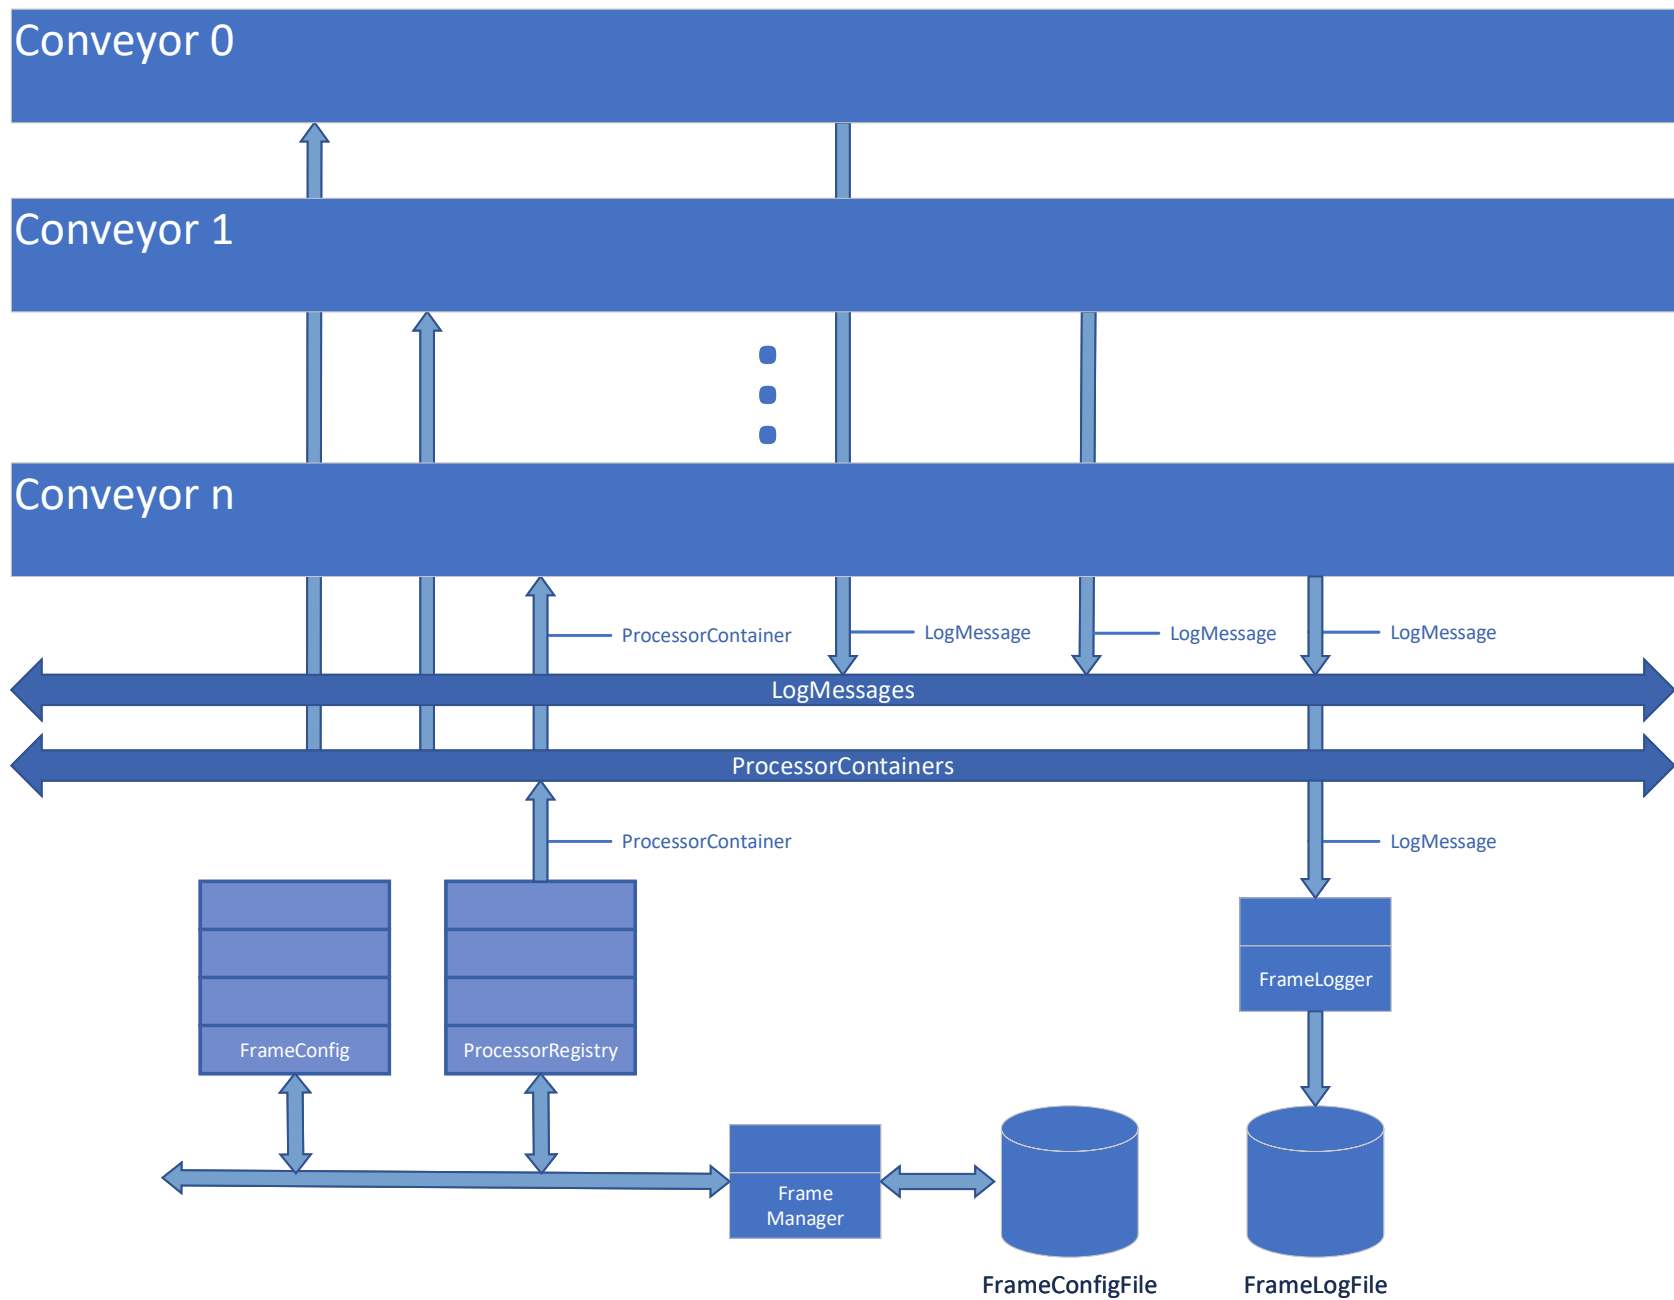 Conveyor 0
Conveyor 1
Conveyor n
ProcessorContainer
LogMessage
LogMessage
LogMessage
LogMessages
ProcessorContainers
ProcessorContainer
LogMessage
FrameConfig
ProcessorRegistry
FrameLogger
Frame
Manager
FrameConfigFile
FrameLogFile